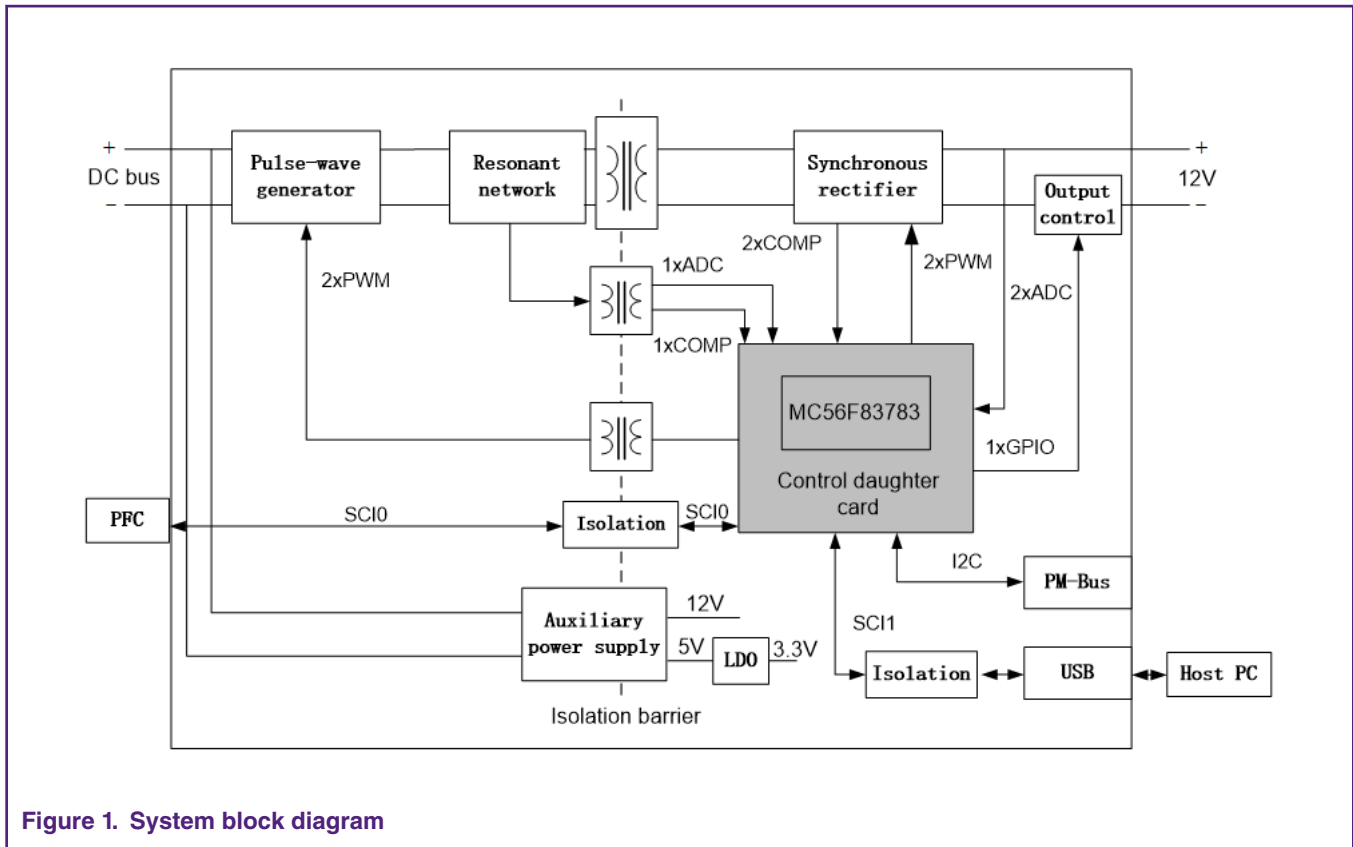 +
DC bus
−
Pulse-wave
generator
Resonant
network
Synchronous
rectifier
+
12V
−
Output
control
2xPWM
1xADC
1xCOMP
2xCOMP
2xPWM
2xADC
MC56F83783
Control daughter
card
1xGPIO
PFC
SCI0
Isolation
SCI0
I2C
PM-Bus
SCI1
Auxiliary
power supply
12V
5V
LDO
3.3V
Isolation
USB
Host PC
Isolation barrier
Figure 1. System block diagram